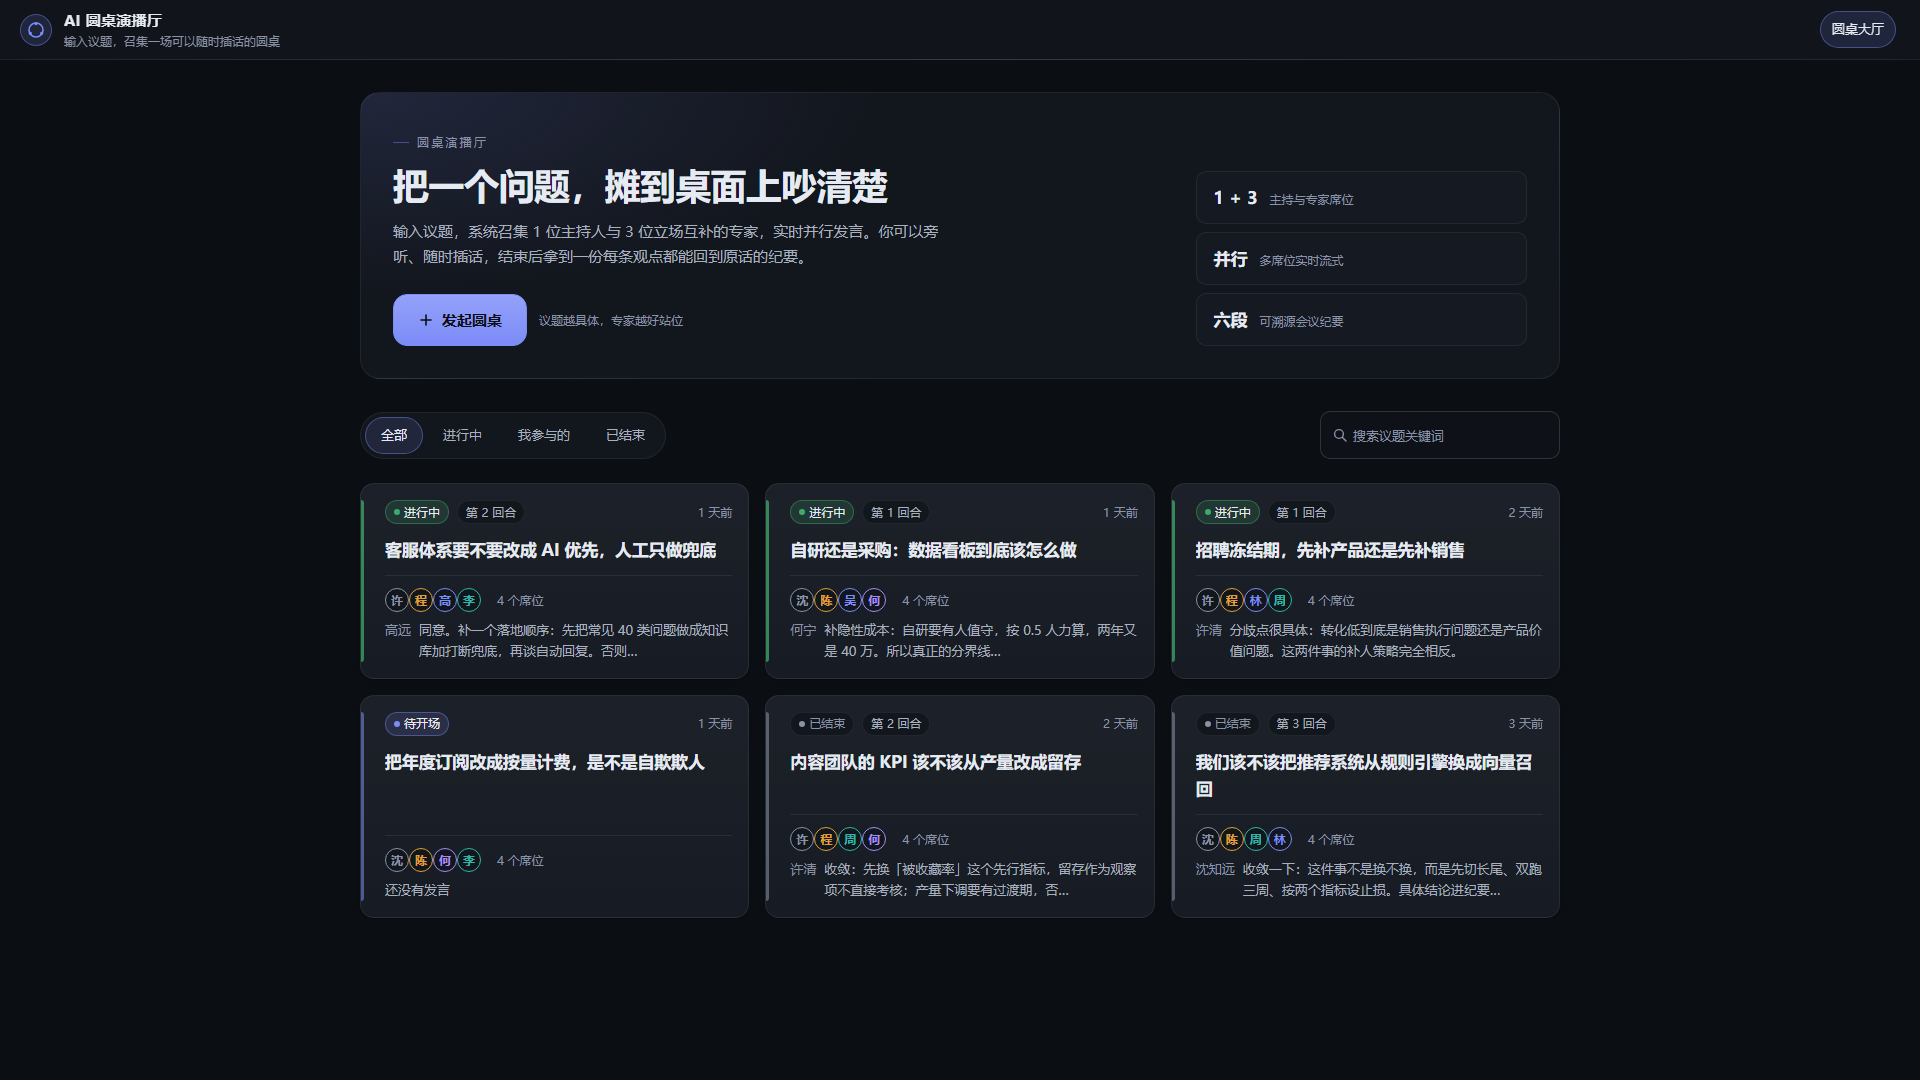 AI 圆桌演播厅
输入议题，召集一场可以随时插话的圆桌
圆桌大厅
圆桌演播厅
把一个问题，摊到桌面上吵清楚
输入议题，系统召集 1 位主持人与 3 位立场互补的专家，实时并行发言。你可以旁
听、随时插话，结束后拿到一份每条观点都能回到原话的纪要。
+ 发起圆桌 议题越具体，专家越好站位
1 + 3 主持与专家席位
并行 多席位实时流式
六段 可溯源会议纪要
全部 进行中 我参与的 已结束
搜索议题关键词
进行中 第 2 回合 1 天前
客服体系要不要改成 AI 优先，人工只做兜底
许 程 高 李 4 个席位
高远 同意。补一个落地顺序：先把常见 40 类问题做成知识
库加打断兜底，再谈自动回复。否则...
进行中 第 1 回合 1 天前
自研还是采购：数据看板到底该怎么做
沈 陈 吴 何 4 个席位
何宁 补隐性成本：自研要有人值守，按 0.5 人力算，两年又
是 40 万。所以真正的分界线...
进行中 第 1 回合 2 天前
招聘冻结期，先补产品还是先补销售
许 程 林 周 4 个席位
许清 分歧点很具体：转化低到底是销售执行问题还是产品价
值问题。这两件事的补人策略完全相反。
待开场 1 天前
把年度订阅改成按量计费，是不是自欺欺人
沈 陈 何 李 4 个席位
还没有发言
已结束 第 2 回合 2 天前
内容团队的 KPI 该不该从产量改成留存
许 程 周 何 4 个席位
许清 收敛：先换「被收藏率」这个先行指标，留存作为观察
项不直接考核；产量下调要有过渡期，否...
已结束 第 3 回合 3 天前
我们该不该把推荐系统从规则引擎换成向量召
回
沈 陈 周 林 4 个席位
沈知远 收敛一下：这件事不是换不换，而是先切长尾、双跑
三周、按两个指标设止损。具体结论进纪要...